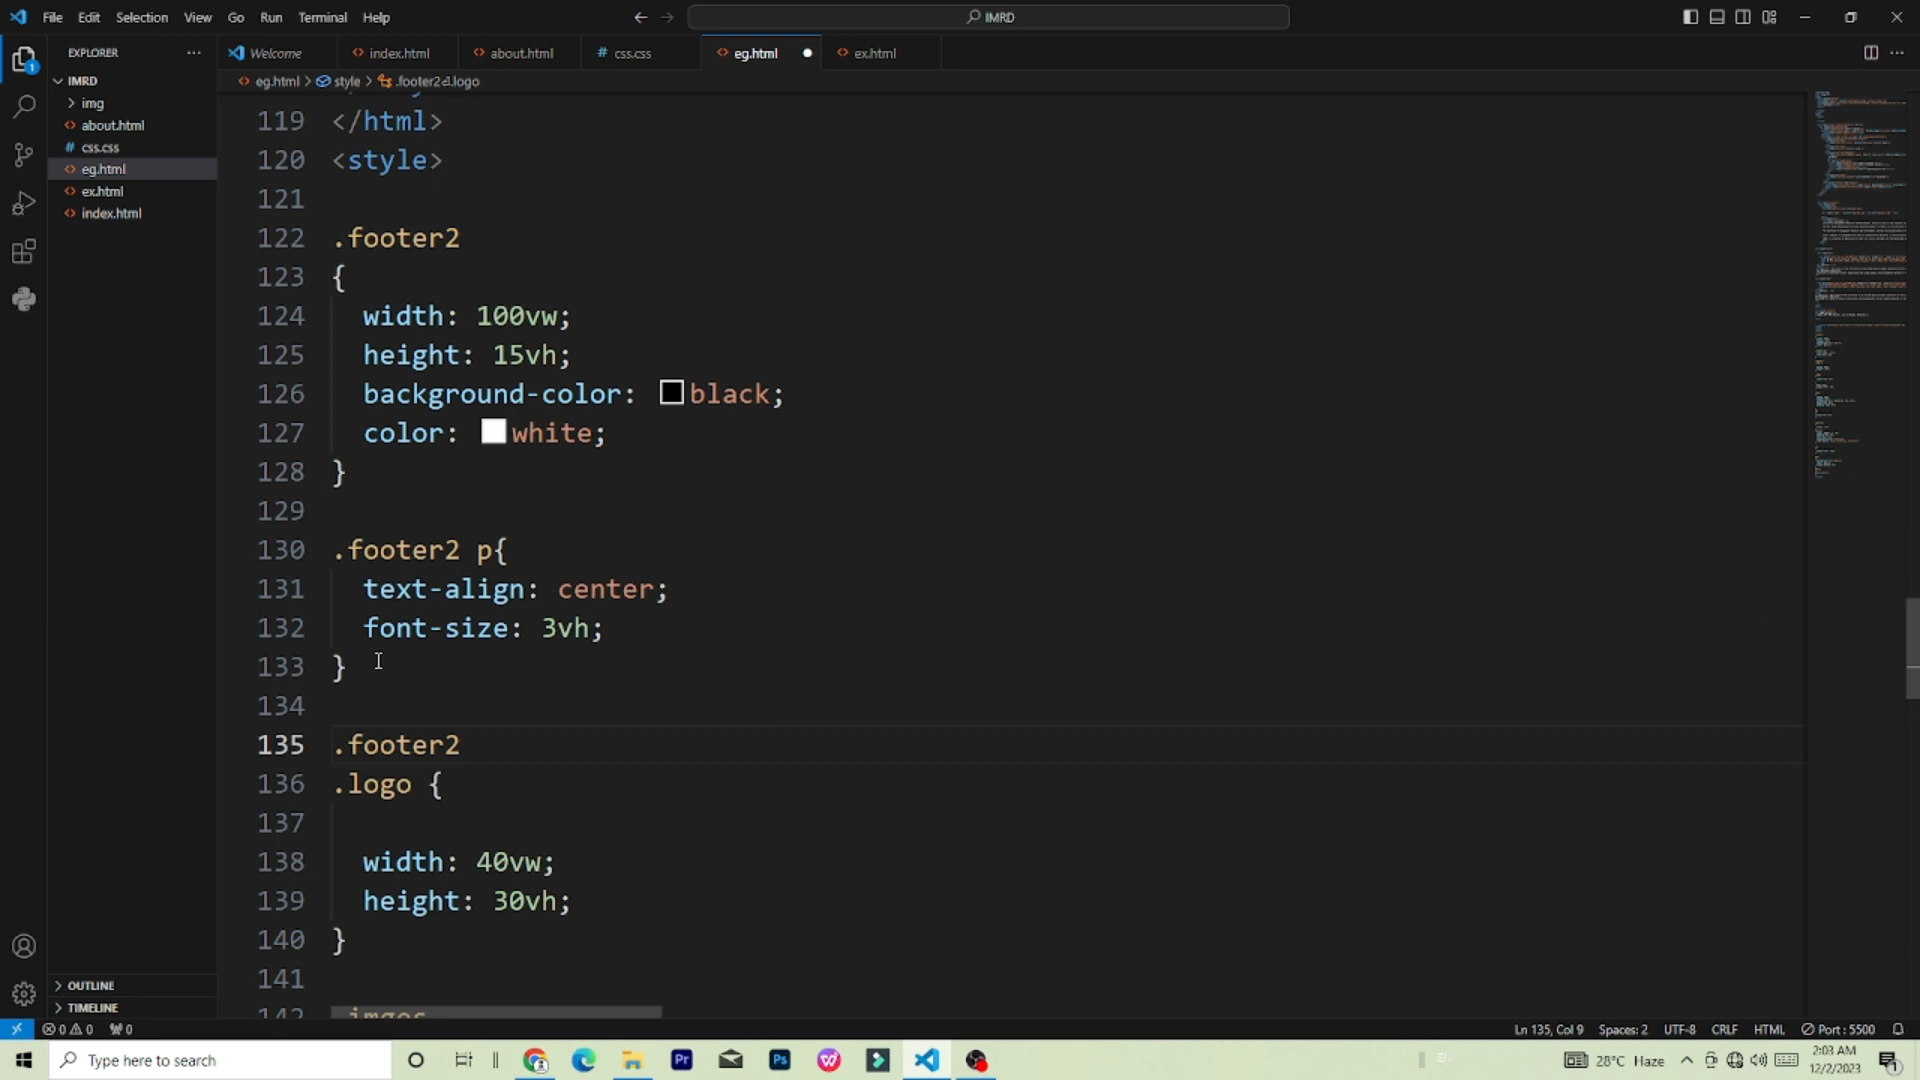 File Edit Selection View Go Run Terminal Help
IMRD
EXPLORER
Welcome
index.html
about.html
# css.css
eg.html
ex.html
IMRD
eg.html > style > .footer2 .logo
img
about.html
# css.css
eg.html
ex.html
index.html
119 </html>
120 <style>
121
122 .footer2
123 {
124 width: 100vw;
125 height: 15vh;
126 background-color: black;
127 color: white;
128 }
129
130 .footer2 p{
131 text-align: center;
132 font-size: 3vh;
133 }
134
135 .footer2
136 .logo {
137
138 width: 40vw;
139 height: 30vh;
140 }
141
142 .imges
OUTLINE
TIMELINE
0 0 0
Ln 135, Col 9 Spaces: 2 UTF-8 CRLF HTML Port : 5500
Type here to search
28°C Haze
2:03 AM
12/2/2023